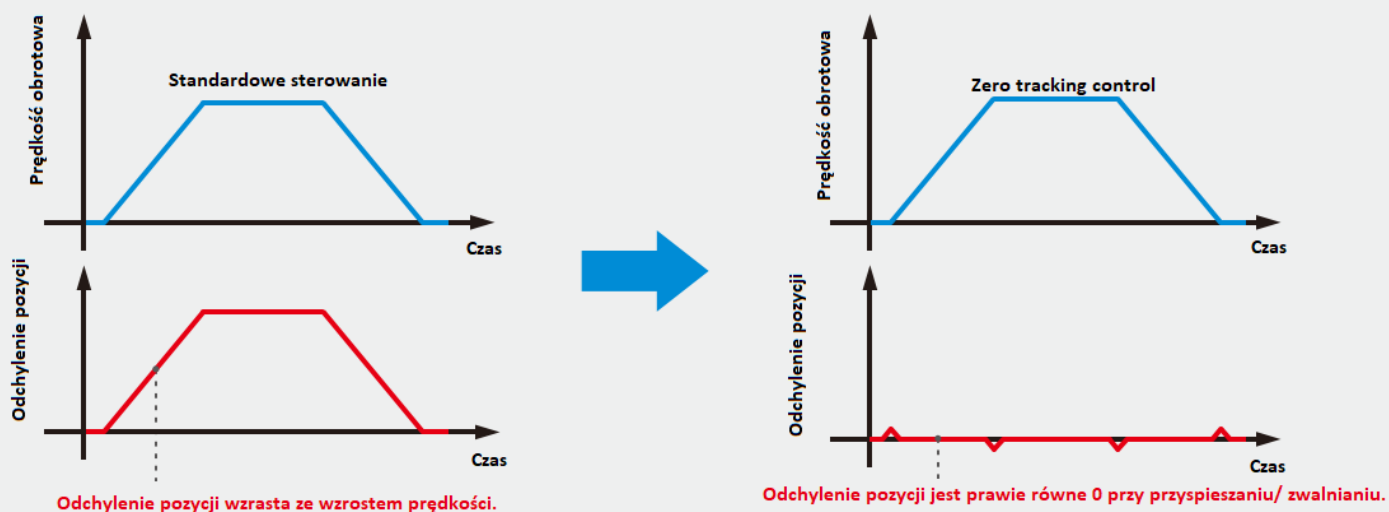 Prędkość obrotowa
Standardowe sterowanie
Czas
Odchylenie pozycji
Czas
Odchylenie pozycji wzrasta ze wzrostem prędkości.
Prędkość obrotowa
Zero tracking control
Czas
Odchylenie pozycji
Czas
Odchylenie pozycji jest prawie równe 0 przy przyspieszaniu/ zwalnianiu.